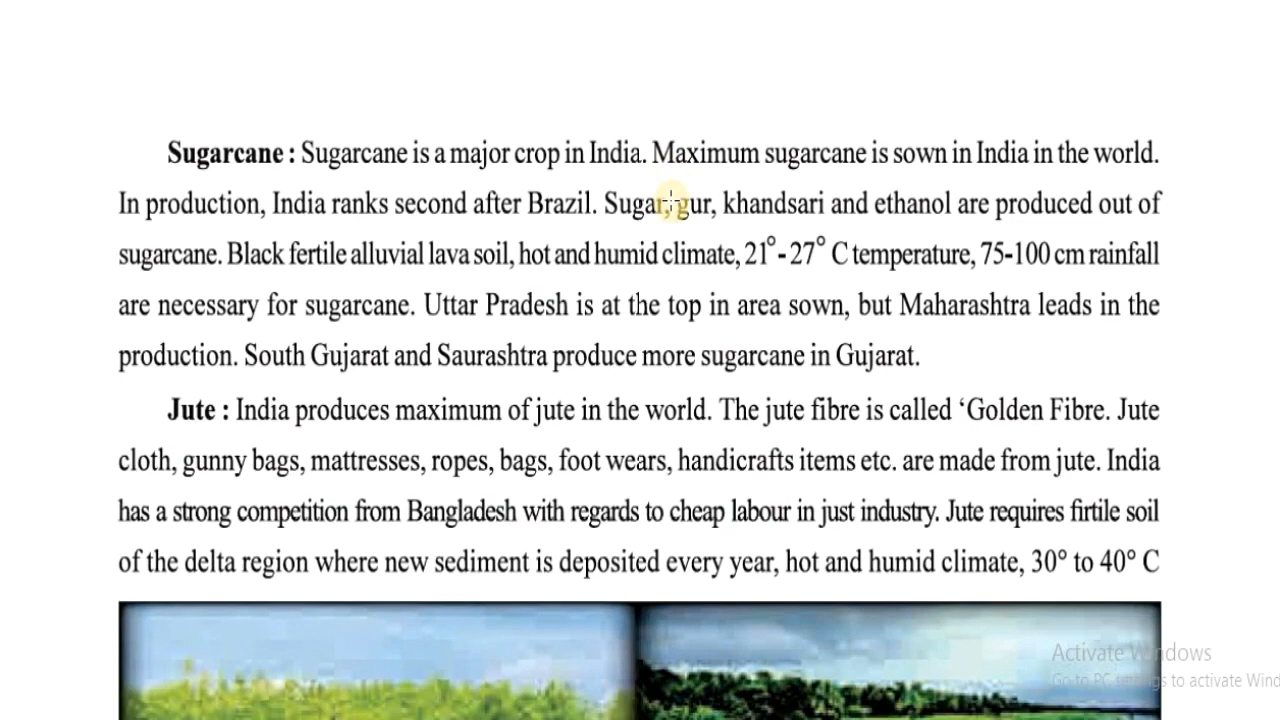 Sugarcane : Sugarcane is a major crop in India. Maximum sugarcane is sown in India in the world.
In production, India ranks second after Brazil. Sugar, gur, khandsari and ethanol are produced out of
sugarcane. Black fertile alluvial lava soil, hot and humid climate, 21°- 27° C temperature, 75-100 cm rainfall
are necessary for sugarcane. Uttar Pradesh is at the top in area sown, but Maharashtra leads in the
production. South Gujarat and Saurashtra produce more sugarcane in Gujarat.
Jute : India produces maximum of jute in the world. The jute fibre is called ‘Golden Fibre. Jute
cloth, gunny bags, mattresses, ropes, bags, foot wears, handicrafts items etc. are made from jute. India
has a strong competition from Bangladesh with regards to cheap labour in just industry. Jute requires firtile soil
of the delta region where new sediment is deposited every year, hot and humid climate, 30° to 40° C
Activate Windows
Go to PC settings to activate Wind